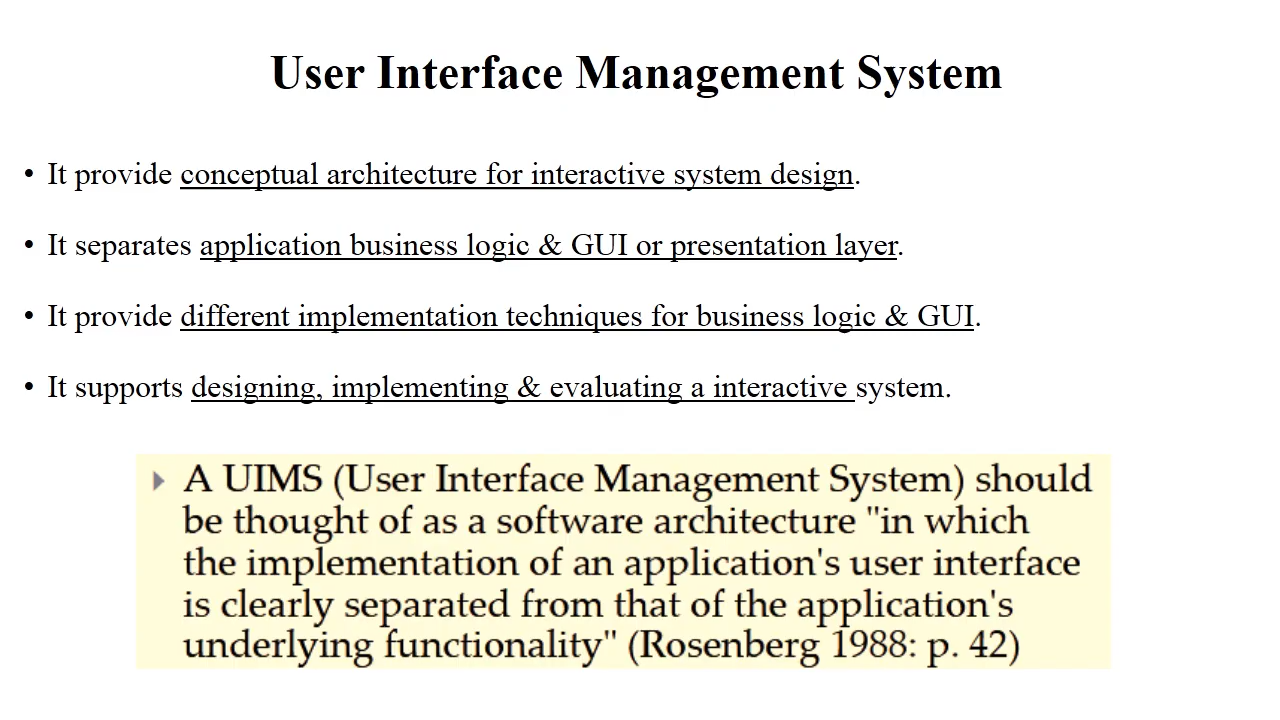 User Interface Management System
• It provide conceptual architecture for interactive system design.
• It separates application business logic & GUI or presentation layer.
• It provide different implementation techniques for business logic & GUI.
• It supports designing, implementing & evaluating a interactive system.
A UIMS (User Interface Management System) should
be thought of as a software architecture "in which
the implementation of an application's user interface
is clearly separated from that of the application's
underlying functionality" (Rosenberg 1988: p. 42)